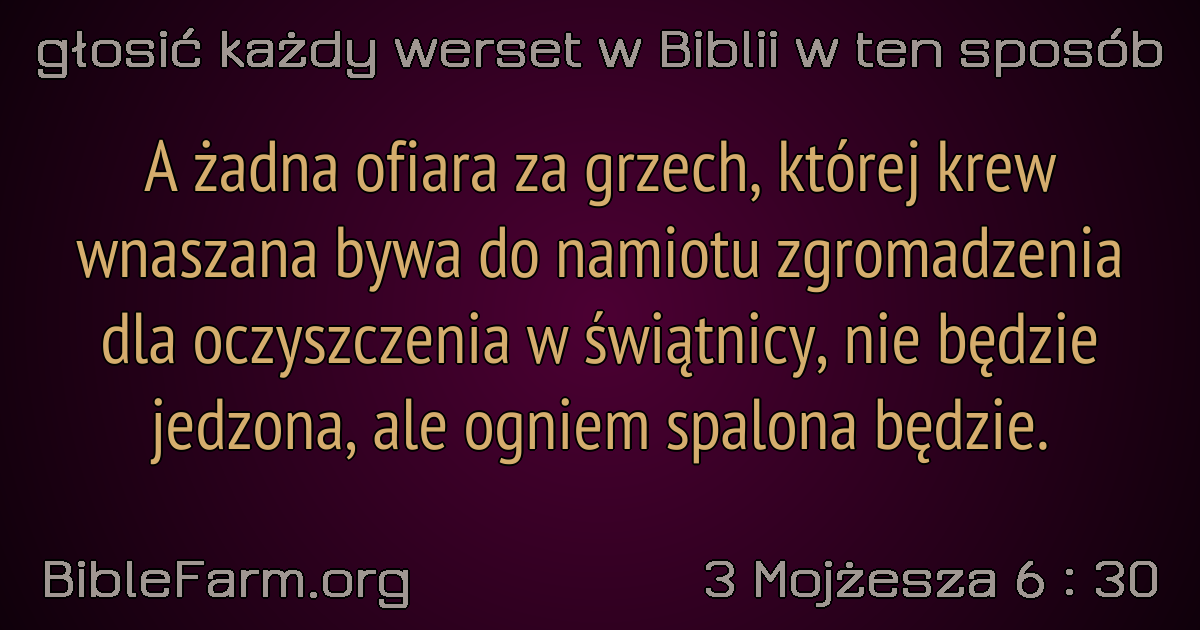 głosić każdy werset w Biblii w ten sposób
A żadna ofiara za grzech, której krew
wnaszana bywa do namiotu zgromadzenia
dla oczyszczenia w świątnicy, nie będzie
jedzona, ale ogniem spalona będzie.
BibleFarm.org
3 Mojżesza 6 : 30